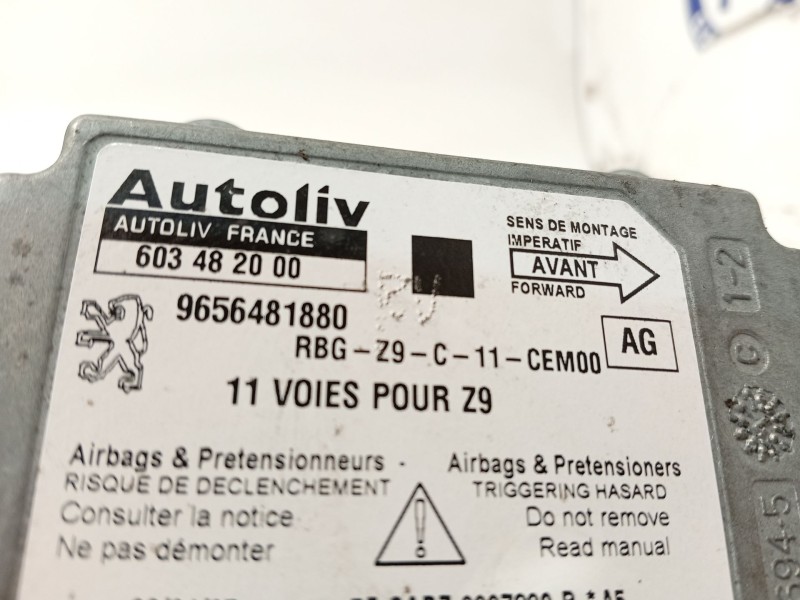 Autoliv
AUTOLIV FRANCE
603 48 20 00
SENS DE MONTAGE
IMPERATIF
AVANT
FORWARD
9656481880
RBG-Z9-C-11-CEM00
AG
11 VOIES POUR Z9
Airbags & Pretensionneurs -
RISQUE DE DECLENCHEMENT
Consulter la notice
Ne pas démonter
!
Airbags & Pretensioners
TRIGGERING HASARD
Do not remove
Read manual
C 1-2
594-5